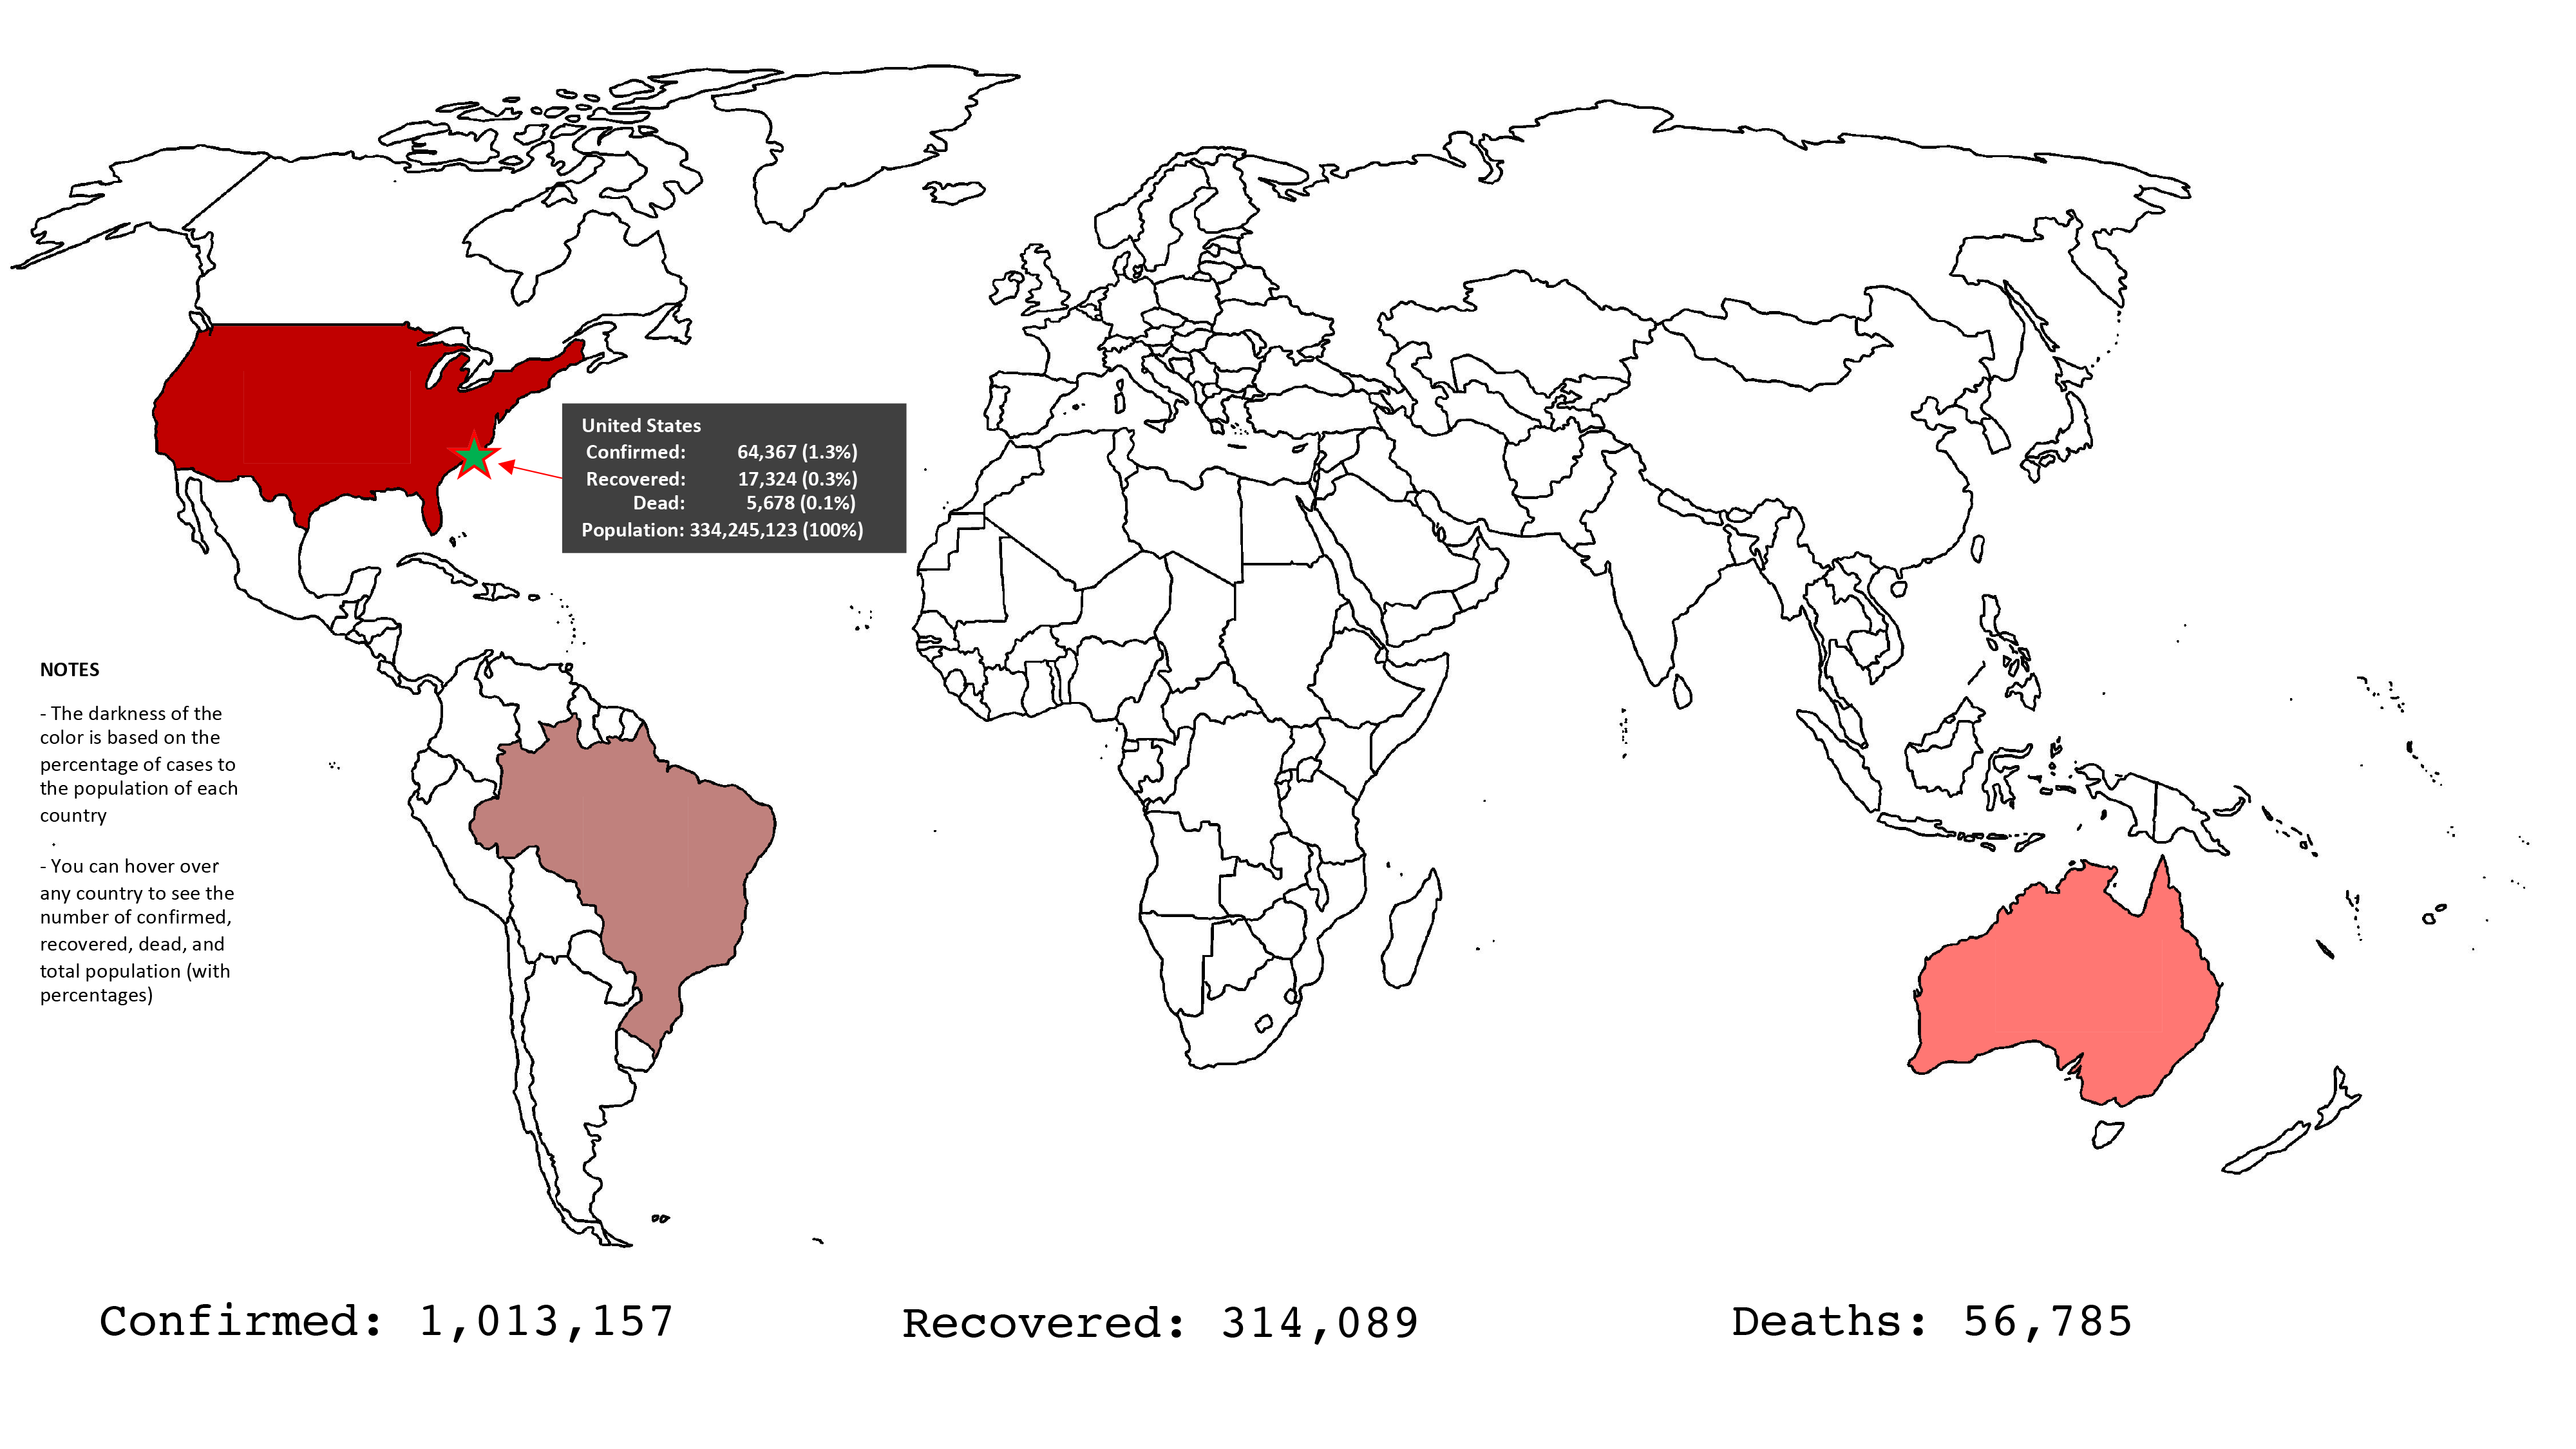 United States
Confirmed: 64,367 (1.3%)
Recovered: 17,324 (0.3%)
Dead: 5,678 (0.1%)
Population: 334,245,123 (100%)
NOTES
- The darkness of the
color is based on the
percentage of cases to
the population of each
country
.
- You can hover over
any country to see the
number of confirmed,
recovered, dead, and
total population (with
percentages)
Confirmed: 1,013,157
Recovered: 314,089
Deaths: 56,785